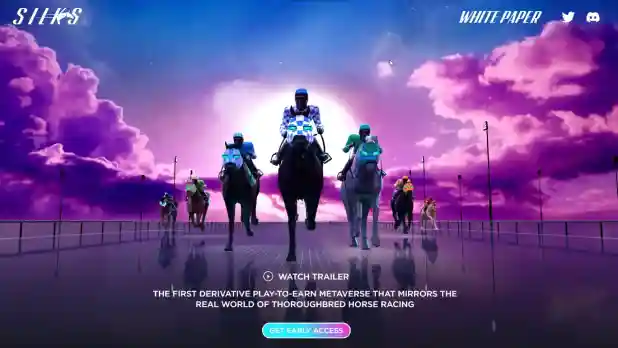 SILKS
WHITE PAPER
WATCH TRAILER
THE FIRST DERIVATIVE PLAY-TO-EARN METAVERSE THAT MIRRORS THE
REAL WORLD OF THOROUGHBRED HORSE RACING
GET EARLY ACCESS